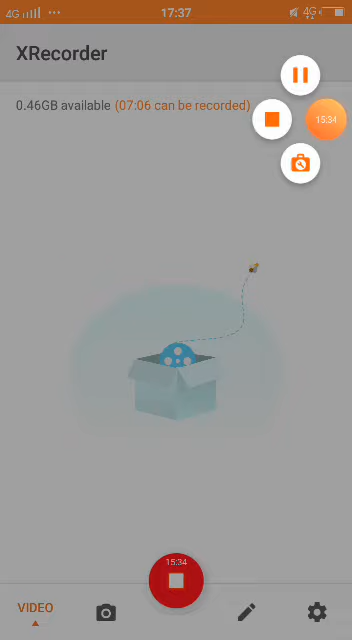 4G ... 17:37 4G
XRecorder
0.46GB available (07:06 can be recorded)
15:34
15:34
VIDEO